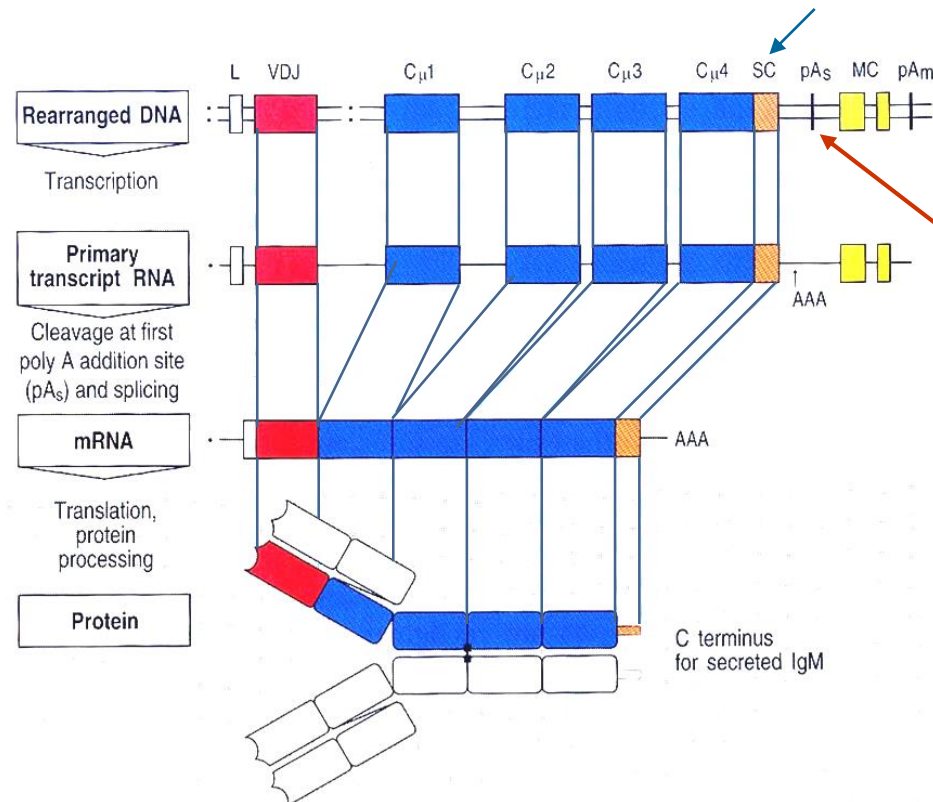 L VDJ Cμ1 Cμ2 Cμ3 Cμ4 SC pAs MC pAm
Rearranged DNA
Transcription
Primary
transcript RNA
AAA
Cleavage at first
poly A addition site
(pAs) and splicing
mRNA
AAA
Translation,
protein
processing
Protein
C terminus
for secreted IgM